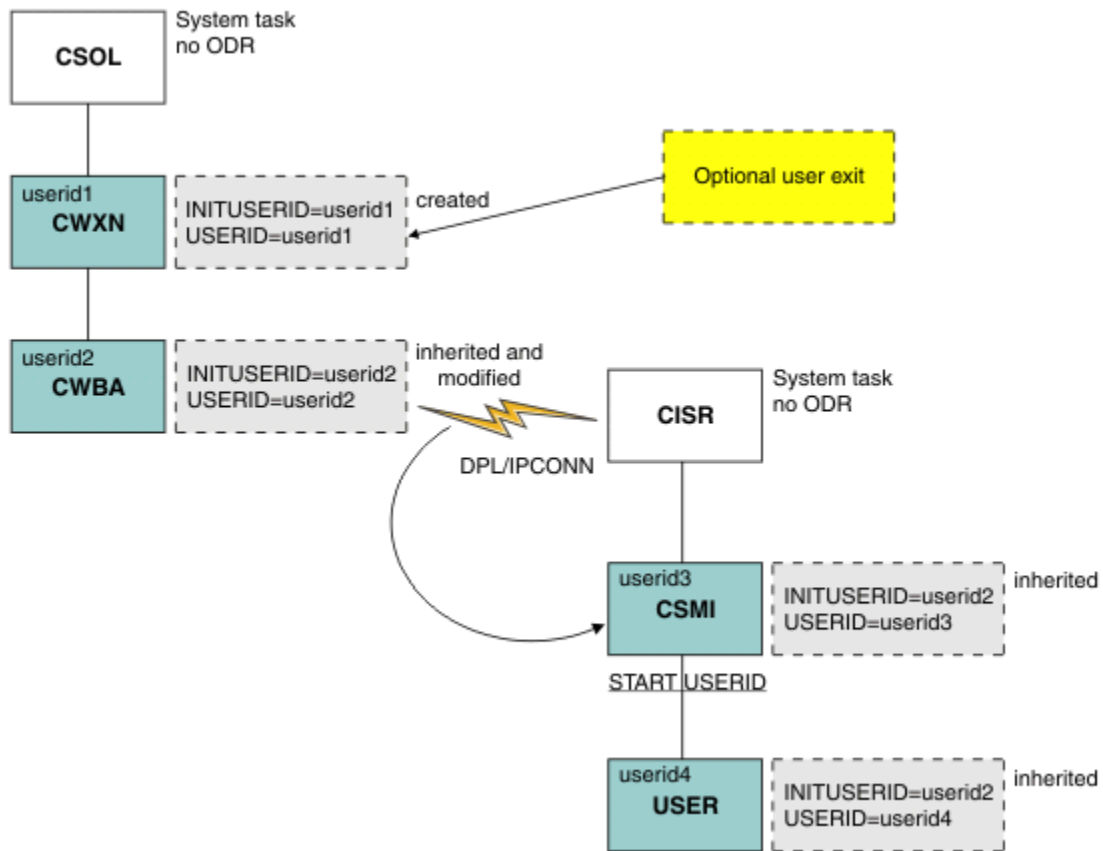 CSOL
System task
no ODR
userid1
CWXN
INITUSERID=userid1
USERID=userid1
created
Optional user exit
userid2
CWBA
INITUSERID=userid2
USERID=userid2
inherited and
modified
DPL/IPCONN
CISR
System task
no ODR
userid3
CSMI
INITUSERID=userid2
USERID=userid3
inherited
START USERID
userid4
USER
INITUSERID=userid2
USERID=userid4
inherited